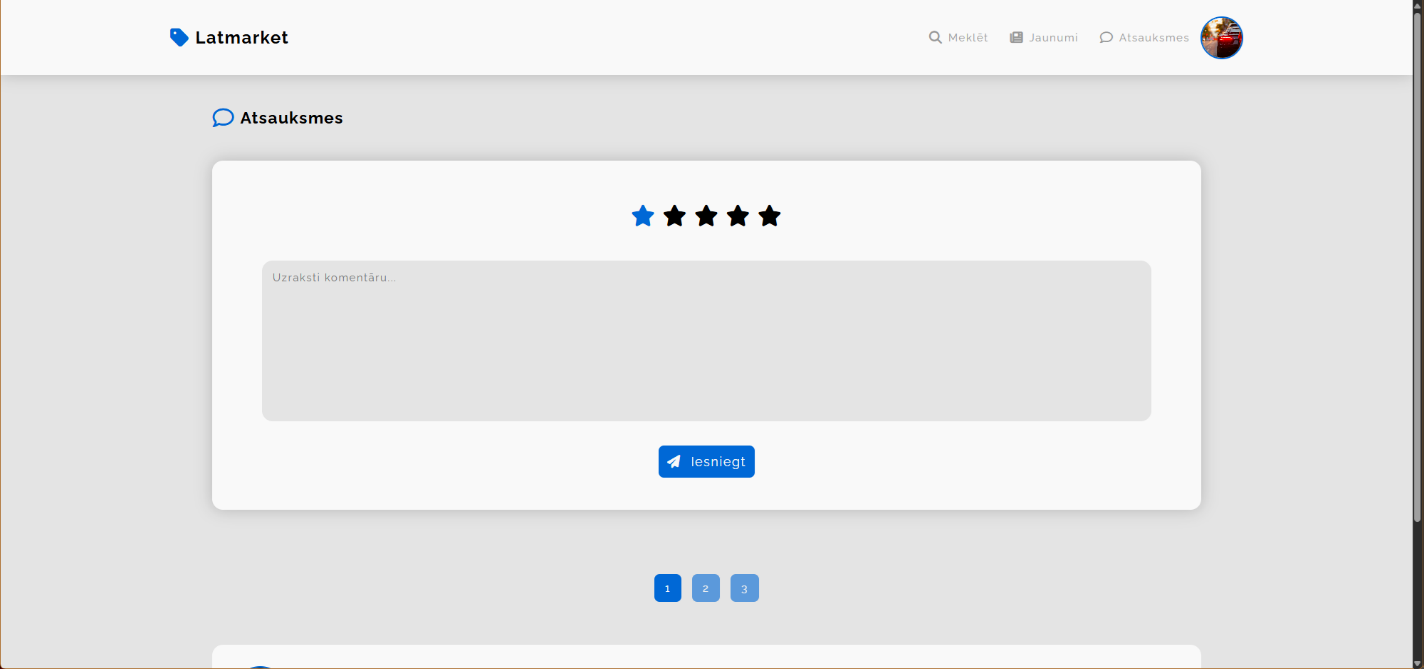 Latmarket
Meklēt Jaunumi Atsauksmes
Atsauksmes
Uzraksti komentāru...
Iesniegt
1 2 3